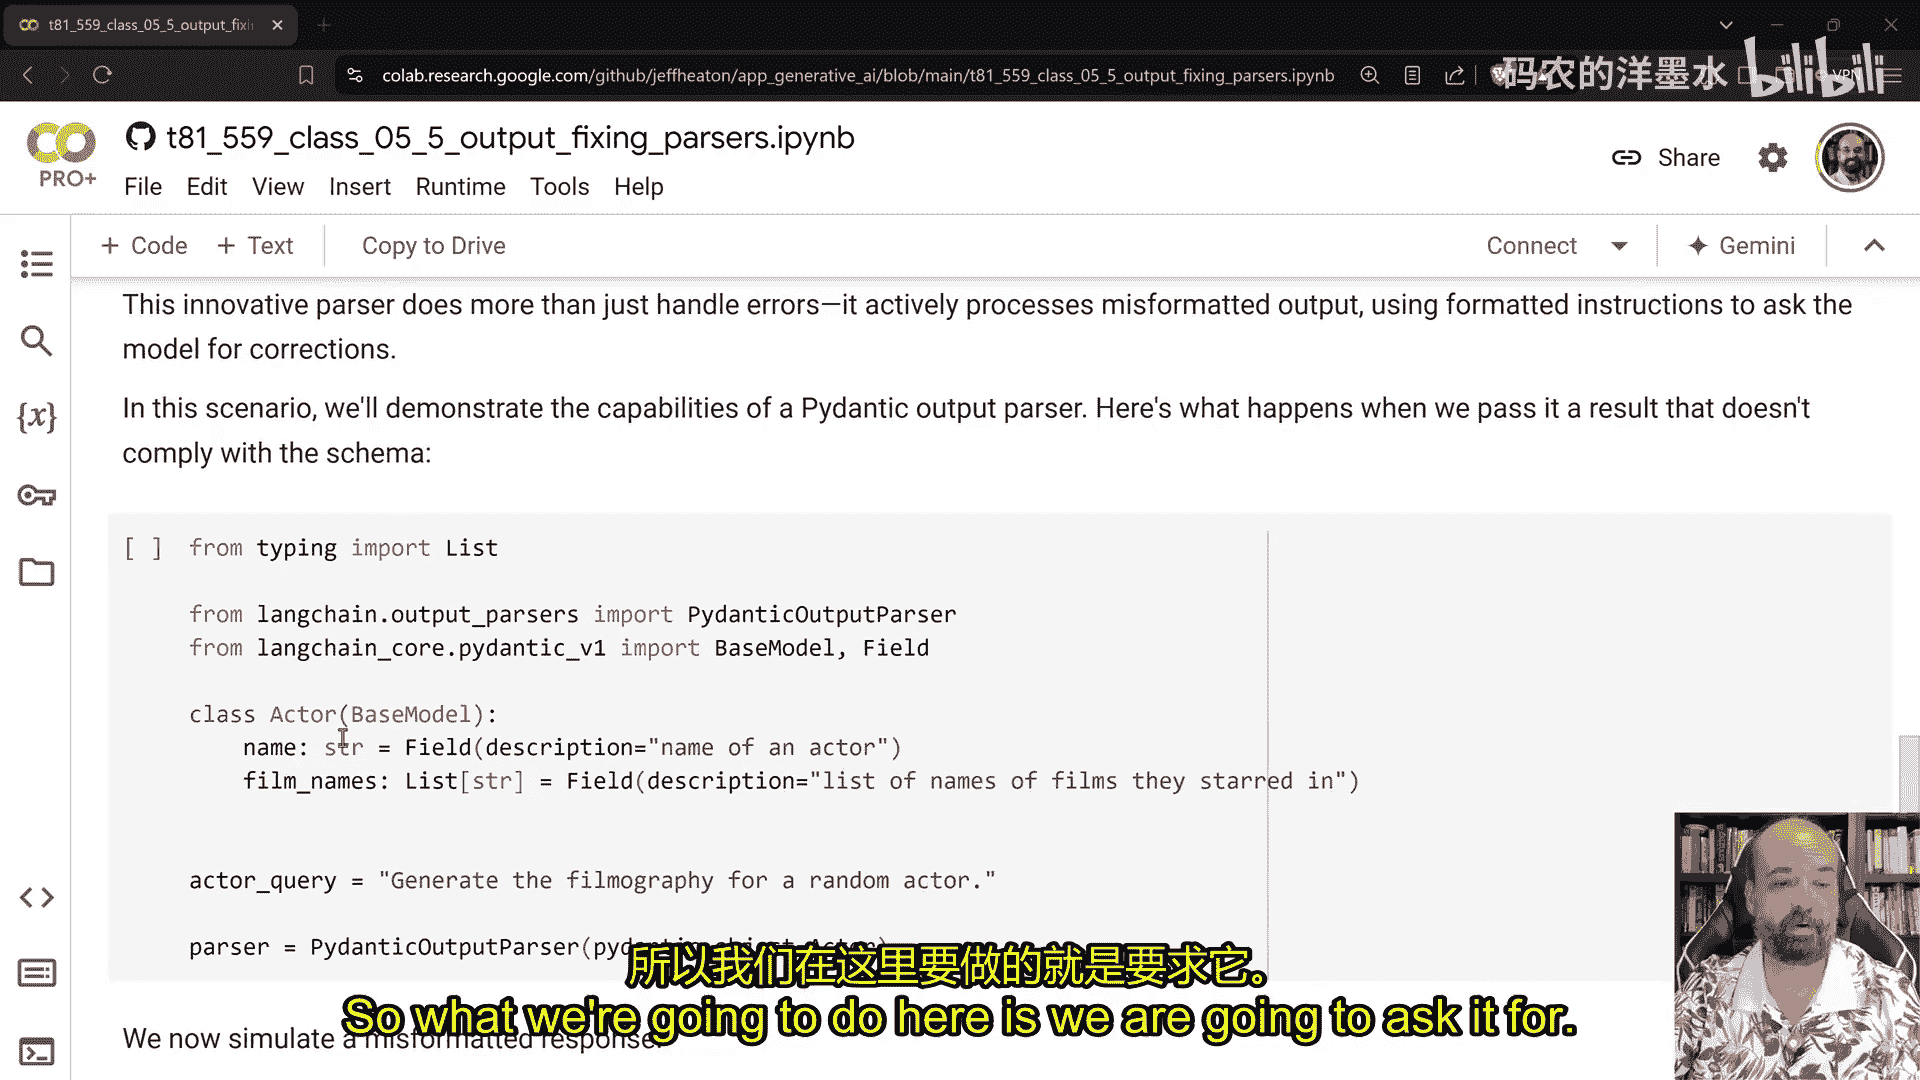 t81_559_class_05_5_output_fixi
colab.research.google.com/github/jeffheaton/app_generative_ai/blob/main/t81_559_class_05_5_output_fixing_parsers.ipynb
码农的洋墨水 bilibili
VPN
t81_559_class_05_5_output_fixing_parsers.ipynb
PRO+
File Edit View Insert Runtime Tools Help
Share
+ Code + Text Copy to Drive
Connect
Gemini
This innovative parser does more than just handle errors—it actively processes misformatted output, using formatted instructions to ask the
model for corrections.
In this scenario, we'll demonstrate the capabilities of a Pydantic output parser. Here's what happens when we pass it a result that doesn't
comply with the schema:
[ ] from typing import List
from langchain.output_parsers import PydanticOutputParser
from langchain_core.pydantic_v1 import BaseModel, Field
class Actor(BaseModel):
name: str = Field(description="name of an actor")
film_names: List[str] = Field(description="list of names of films they starred in")
actor_query = "Generate the filmography for a random actor."
parser = PydanticOutputParser(pydantic_object=Actor)
所以我们在这里要做的就是要求它。
So what we're going to do here is we are going to ask it for.
We now simulate a misformatted response.